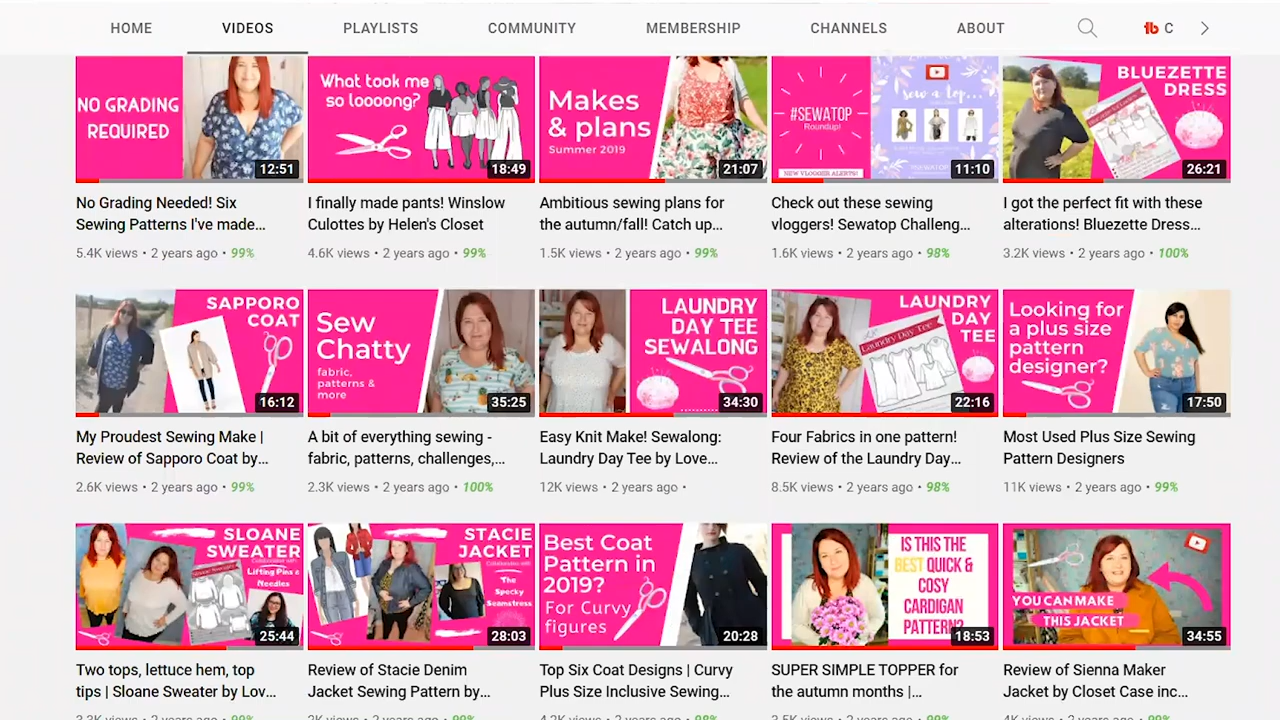 HOME VIDEOS PLAYLISTS COMMUNITY MEMBERSHIP CHANNELS ABOUT C
NO GRADING
REQUIRED
12:51
What took me
so loooong?
18:49
Makes
& plans
Summer 2019
21:07
#SEWATOP
Roundup!
NEW VLOGGER ALERTS!
sew a top...
11:10
BLUEZETTE
DRESS
26:21
No Grading Needed! Six
Sewing Patterns I've made...
5.4K views • 2 years ago • 99%
I finally made pants! Winslow
Culottes by Helen's Closet
4.6K views • 2 years ago • 99%
Ambitious sewing plans for
the autumn/fall! Catch up...
1.5K views • 2 years ago • 99%
Check out these sewing
vloggers! Sewatop Challeng...
1.6K views • 2 years ago • 98%
I got the perfect fit with these
alterations! Bluezette Dress...
3.2K views • 2 years ago • 100%
SAPPORO
COAT
16:12
Sew
Chatty
fabric,
patterns &
more
35:25
LAUNDRY
DAY TEE
SEWALONG
34:30
LAUNDRY
DAY
TEE
Laundry Day Tee
22:16
Looking for
a plus size
pattern
designer?
17:50
My Proudest Sewing Make |
Review of Sapporo Coat by...
2.6K views • 2 years ago • 99%
A bit of everything sewing -
fabric, patterns, challenges,...
2.3K views • 2 years ago • 100%
Easy Knit Make! Sewalong:
Laundry Day Tee by Love...
12K views • 2 years ago •
Four Fabrics in one pattern!
Review of the Laundry Day...
8.5K views • 2 years ago • 98%
Most Used Plus Size Sewing
Pattern Designers
11K views • 2 years ago • 99%
SLOANE
SWEATER
Lifting Pins &
Needles
25:44
STACIE
JACKET
The
Spooky
Seamstress
28:03
Best Coat
Pattern in
2019?
For Curvy
figures
20:28
IS THIS THE
BEST QUICK &
COSY
CARDIGAN
PATTERN?
18:53
YOU CAN MAKE
THIS JACKET
34:55
Two tops, lettuce hem, top
tips | Sloane Sweater by Lov...
Review of Stacie Denim
Jacket Sewing Pattern by...
Top Six Coat Designs | Curvy
Plus Size Inclusive Sewing...
SUPER SIMPLE TOPPER for
the autumn months |...
Review of Sienna Maker
Jacket by Closet Case inc...